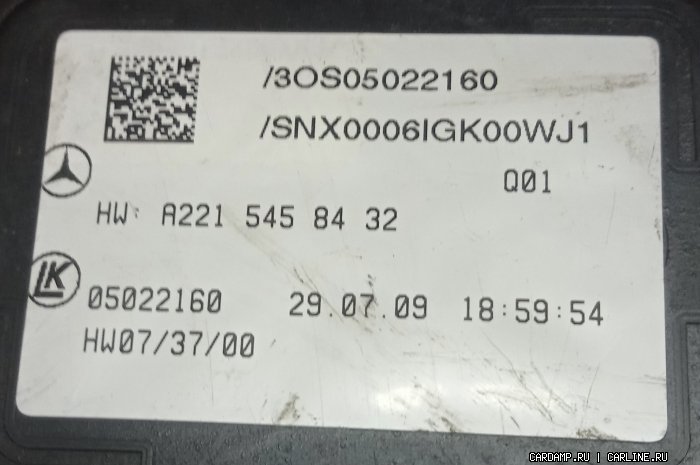 /3OS05022160
/SNX0006IGK00WJ1
Q01
HW: A221 545 84 32
LK
05022160 29.07.09 18:59:54
HW07/37/00
CARDAMP.RU | CARLINE.RU